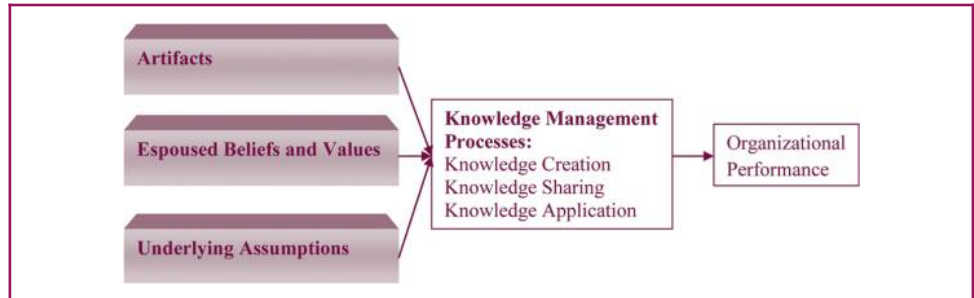 Artifacts
Espoused Beliefs and Values
Underlying Assumptions
Knowledge Management
Processes:
Knowledge Creation
Knowledge Sharing
Knowledge Application
Organizational
Performance